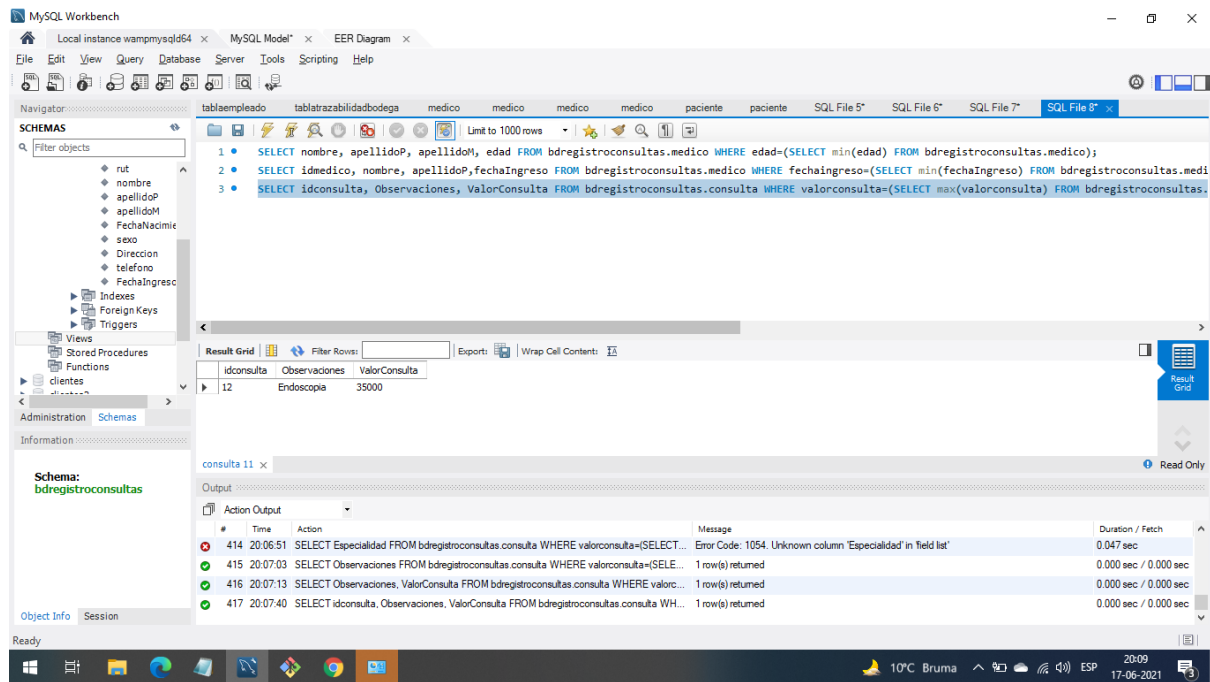 MySQL Workbench
Local instance wampmysqld64 × MySQL Model* × EER Diagram ×
File Edit View Query Database Server Tools Scripting Help
Navigator
SCHEMAS
Filter objects
rut
nombre
apellidoP
apellidoM
FechaNacimie
sexo
Direccion
telefono
FechaIngresc
Indexes
Foreign Keys
Triggers
Views
Stored Procedures
Functions
clientes
Administration Schemas
Information
Schema:
bdregistroconsultas
Object Info Session
tablaempleado tablatrazabilidadbodega medico medico medico medico paciente paciente SQL File 5* SQL File 6* SQL File 7* SQL File 8* ×
Limit to 1000 rows
1 SELECT nombre, apellidoP, apellidoM, edad FROM bdregistroconsultas.medico WHERE edad=(SELECT min(edad) FROM bdregistroconsultas.medico);
2 SELECT idmedico, nombre, apellidoP,fechaIngreso FROM bdregistroconsultas.medico WHERE fechaingreso=(SELECT min(fechaIngreso) FROM bdregistroconsultas.medi
3 SELECT idconsulta, Observaciones, ValorConsulta FROM bdregistroconsultas.consulta WHERE valorconsulta=(SELECT max(valorconsulta) FROM bdregistroconsultas.
Result Grid Filter Rows: Export: Wrap Cell Content:
idconsulta Observaciones ValorConsulta
12 Endoscopia 35000
Result Grid
consulta 11 ×
Read Only
Output
Action Output
# Time Action Message Duration / Fetch
414 20:06:51 SELECT Especialidad FROM bdregistroconsultas.consulta WHERE valorconsulta=(SELECT... Error Code: 1054. Unknown column 'Especialidad' in 'field list' 0.047 sec
415 20:07:03 SELECT Observaciones FROM bdregistroconsultas.consulta WHERE valorconsulta=(SELE... 1 row(s) returned 0.000 sec / 0.000 sec
416 20:07:13 SELECT Observaciones, ValorConsulta FROM bdregistroconsultas.consulta WHERE valorc... 1 row(s) returned 0.000 sec / 0.000 sec
417 20:07:40 SELECT idconsulta, Observaciones, ValorConsulta FROM bdregistroconsultas.consulta WH... 1 row(s) returned 0.000 sec / 0.000 sec
Ready
10°C Bruma ESP 20:09
17-06-2021
3